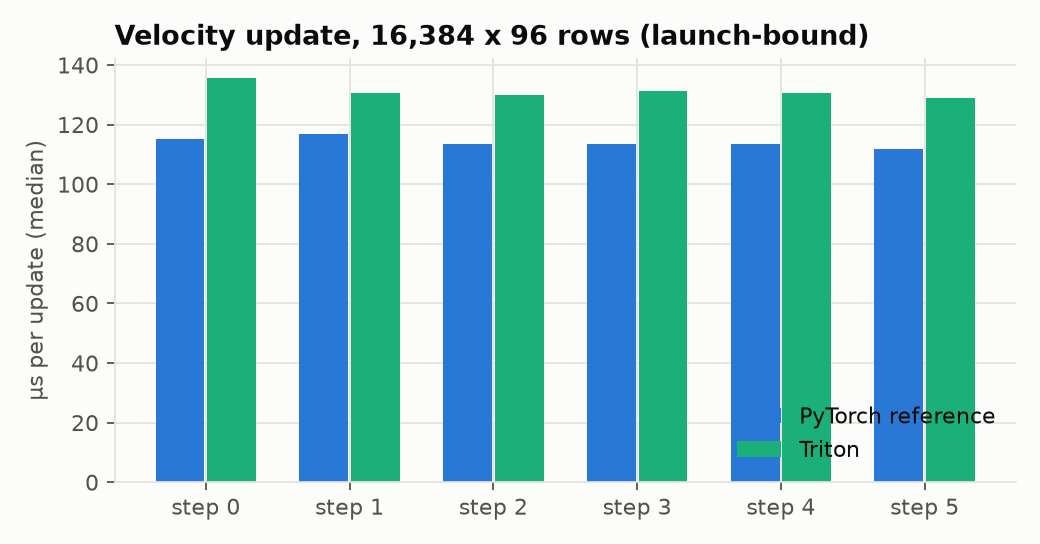 Velocity update, 16,384 x 96 rows (launch-bound)
µs per update (median)
140
120
100
80
60
40
20
0
step 0
step 1
step 2
step 3
step 4
step 5
PyTorch reference
Triton